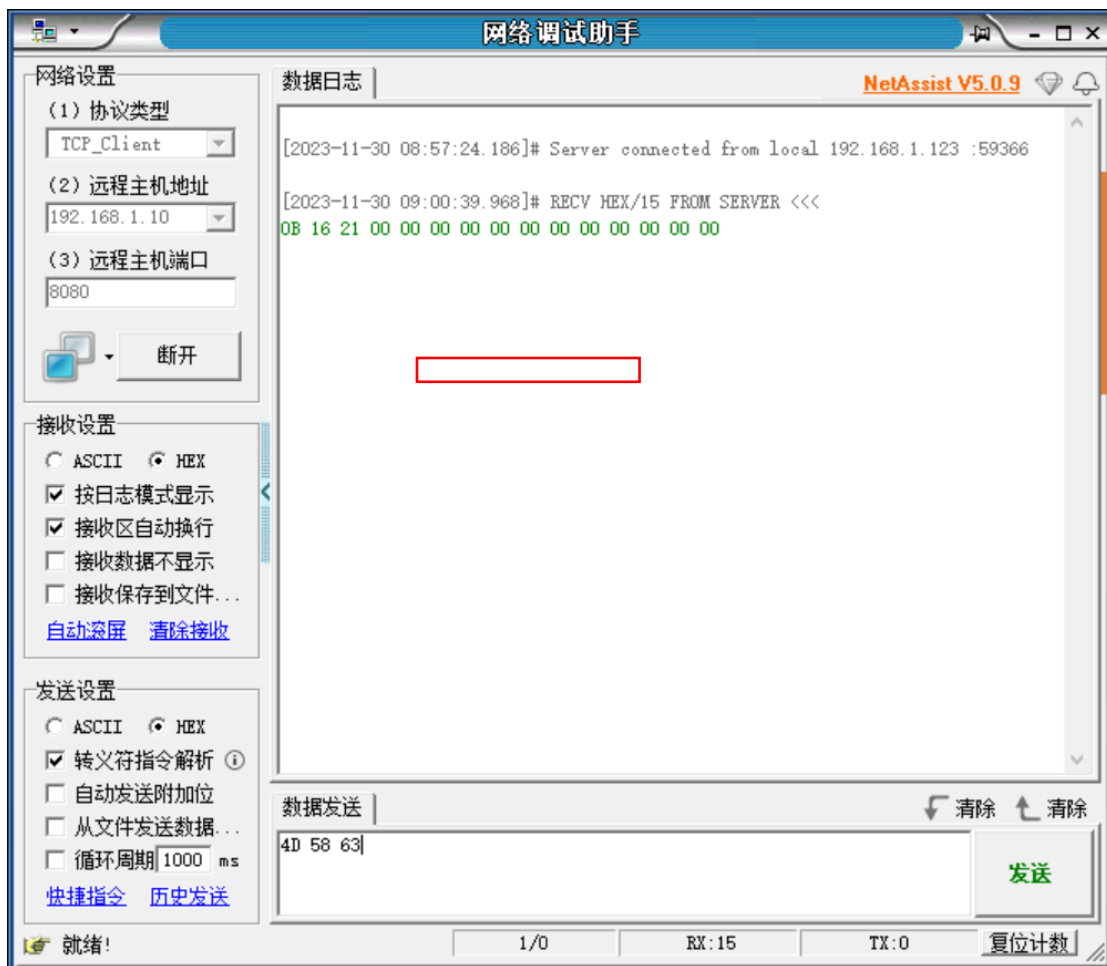 网络调试助手
网络设置
(1) 协议类型
TCP_Client
(2) 远程主机地址
192.168.1.10
(3) 远程主机端口
8080
断开
接收设置
ASCII HEX
按日志模式显示
接收区自动换行
接收数据不显示
接收保存到文件...
自动滚屏 清除接收
发送设置
ASCII HEX
转义符指令解析
自动发送附加位
从文件发送数据...
循环周期 1000 ms
快捷指令 历史发送
数据日志
NetAssist V5.0.9
[2023-11-30 08:57:24.186]# Server connected from local 192.168.1.123 :59366
[2023-11-30 09:00:39.968]# RECV HEX/15 FROM SERVER <<<
0B 16 21 00 00 00 00 00 00 00 00 00 00 00 00
数据发送
清除 清除
4D 58 63
发送
就绪!
1/0 RX:15 TX:0 复位计数